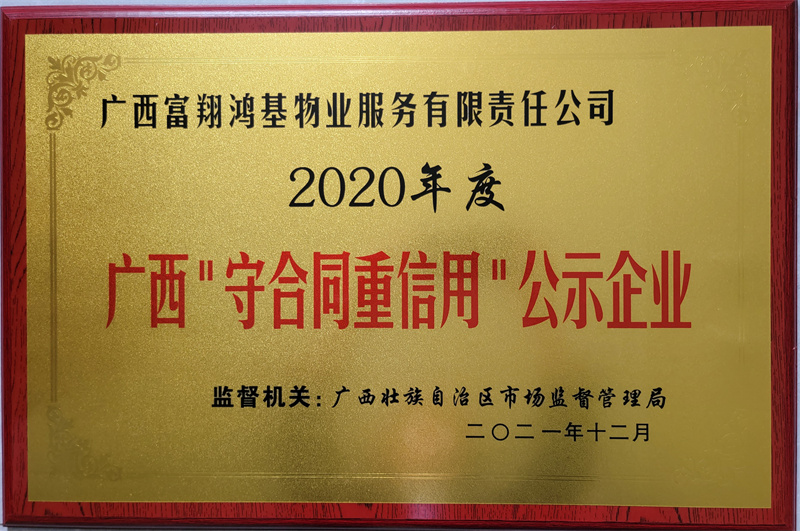 广西富翔鸿基物业服务有限责任公司
2020年度
广西"守合同重信用"公示企业
监督机关：广西壮族自治区市场监督管理局
二〇二一年十二月